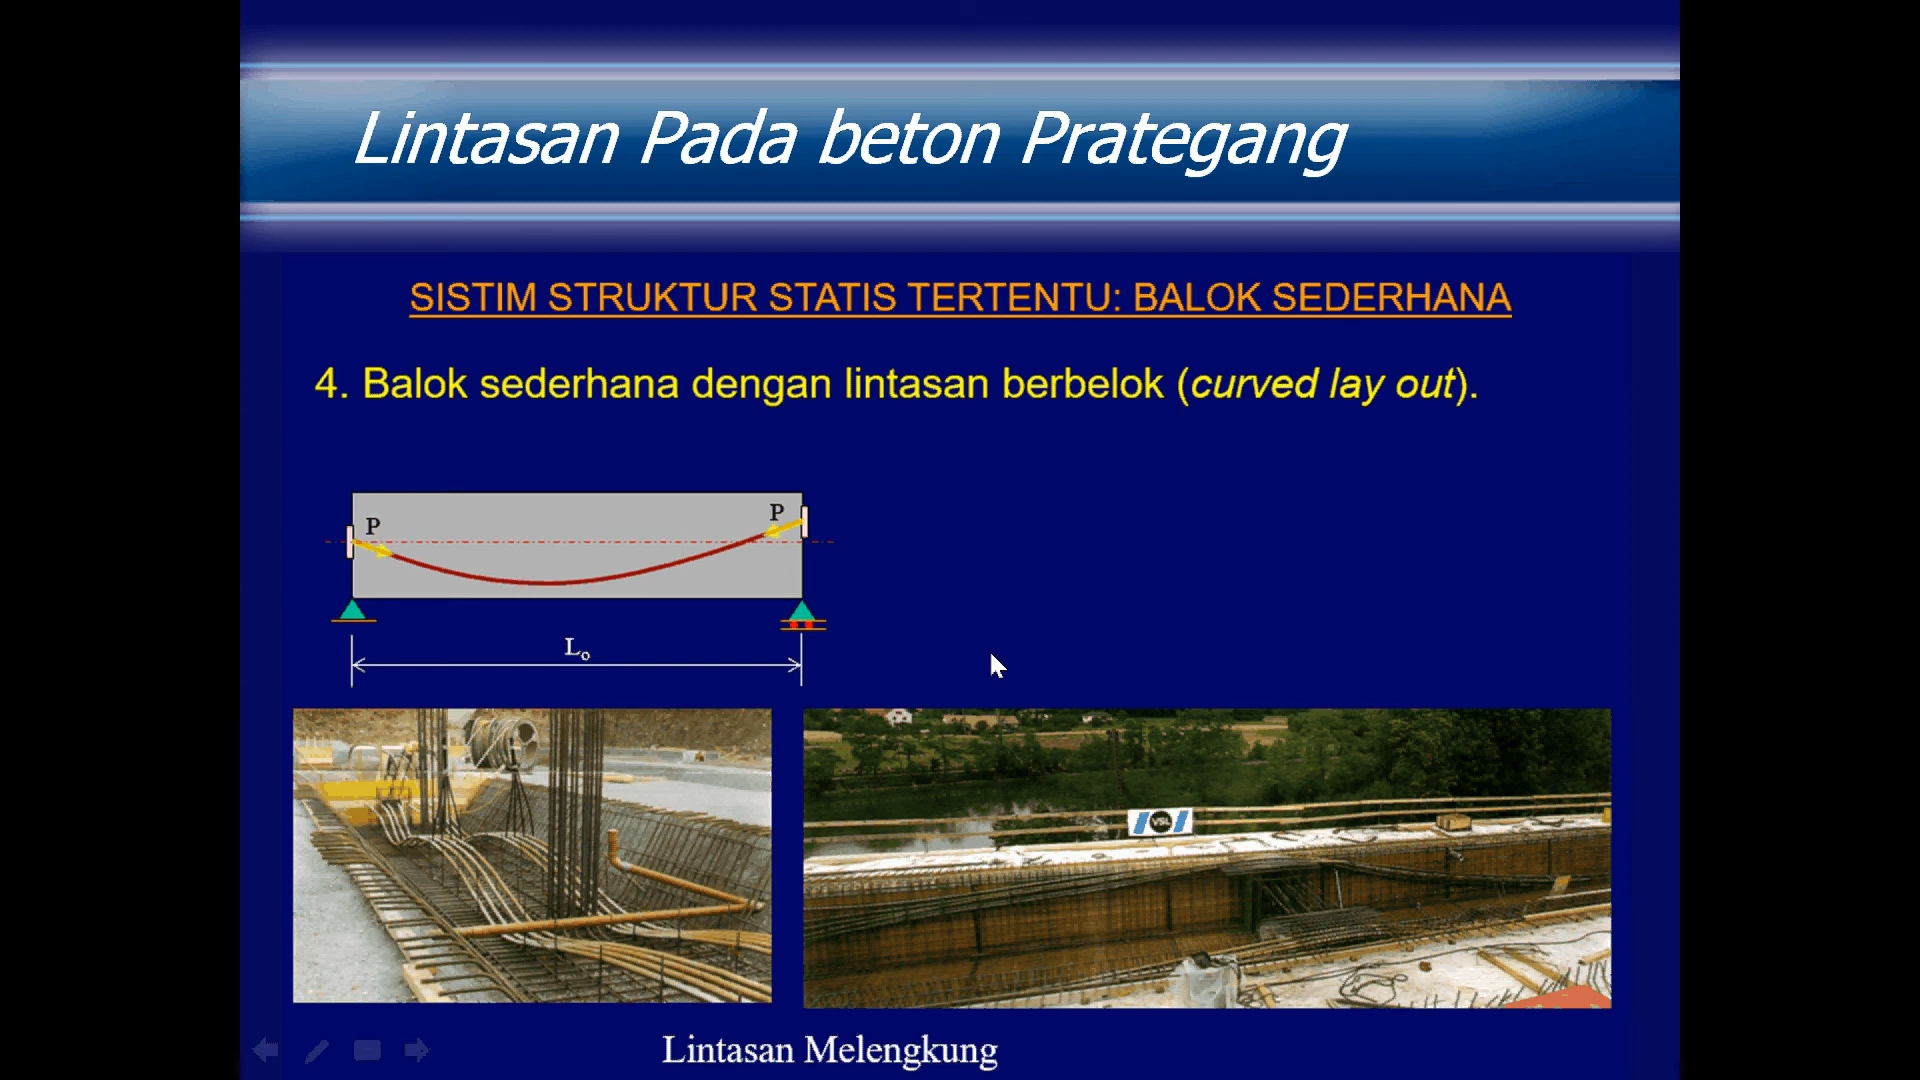 Lintasan Pada beton Prategang
SISTIM STRUKTUR STATIS TERTENTU: BALOK SEDERHANA
4. Balok sederhana dengan lintasan berbelok (curved lay out).
P
P
Lo
VSL
Lintasan Melengkung